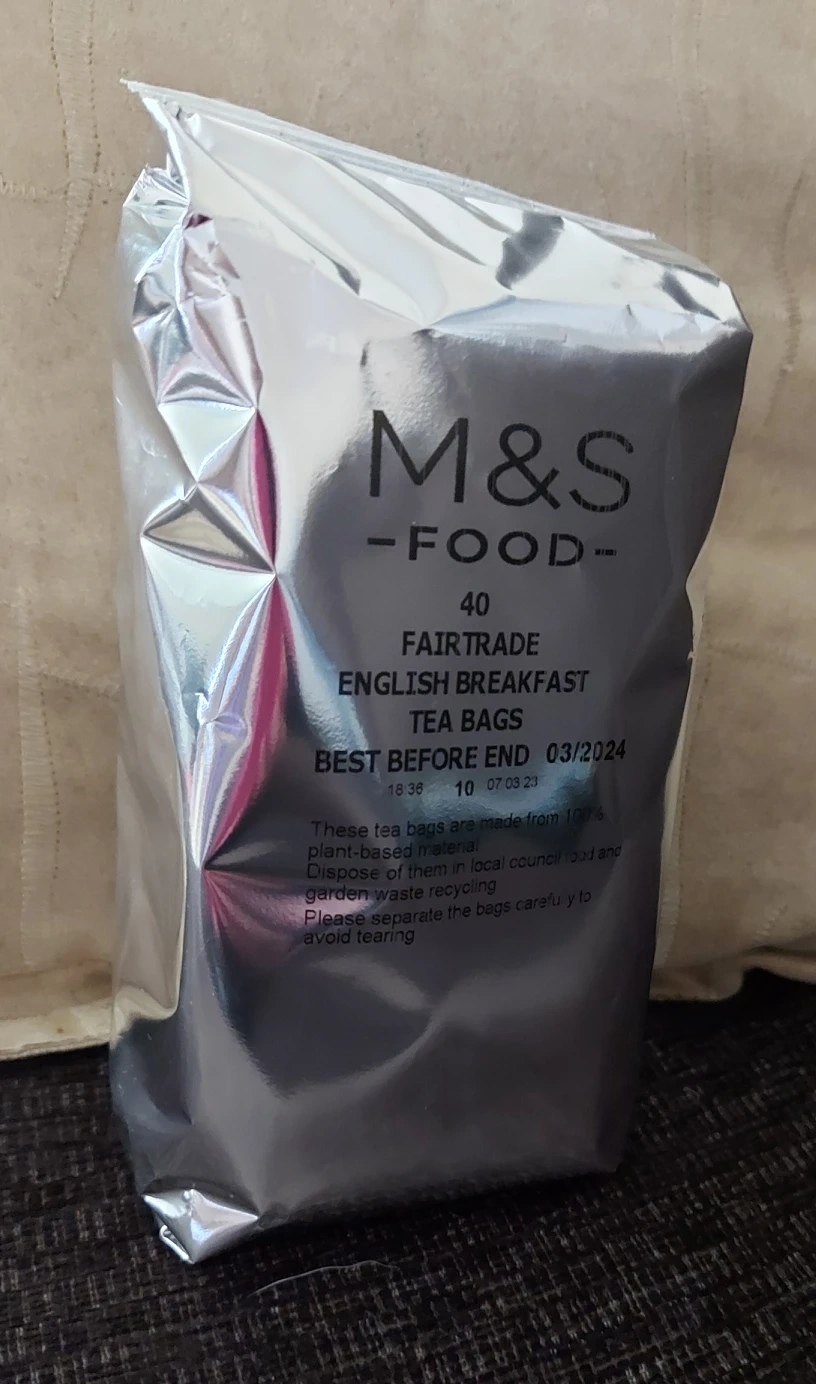 M&S
-FOOD-
40
FAIRTRADE
ENGLISH BREAKFAST
TEA BAGS
BEST BEFORE END 03/2024
18:36 10 07 03 23
These tea bags are made from 100%
plant-based material
Dispose of them in local council food and
garden waste recycling
Please separate the bags carefully to
avoid tearing